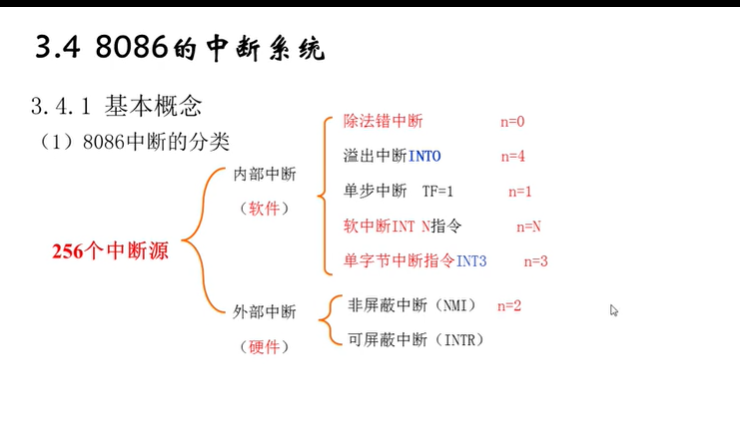 3.4 8086的中断系统
3.4.1 基本概念
（1）8086中断的分类
256个中断源
内部中断
（软件）
除法错中断 n=0
溢出中断INTO n=4
单步中断 TF=1 n=1
软中断INT N指令 n=N
单字节中断指令INT3 n=3
外部中断
（硬件）
非屏蔽中断（NMI） n=2
可屏蔽中断（INTR）